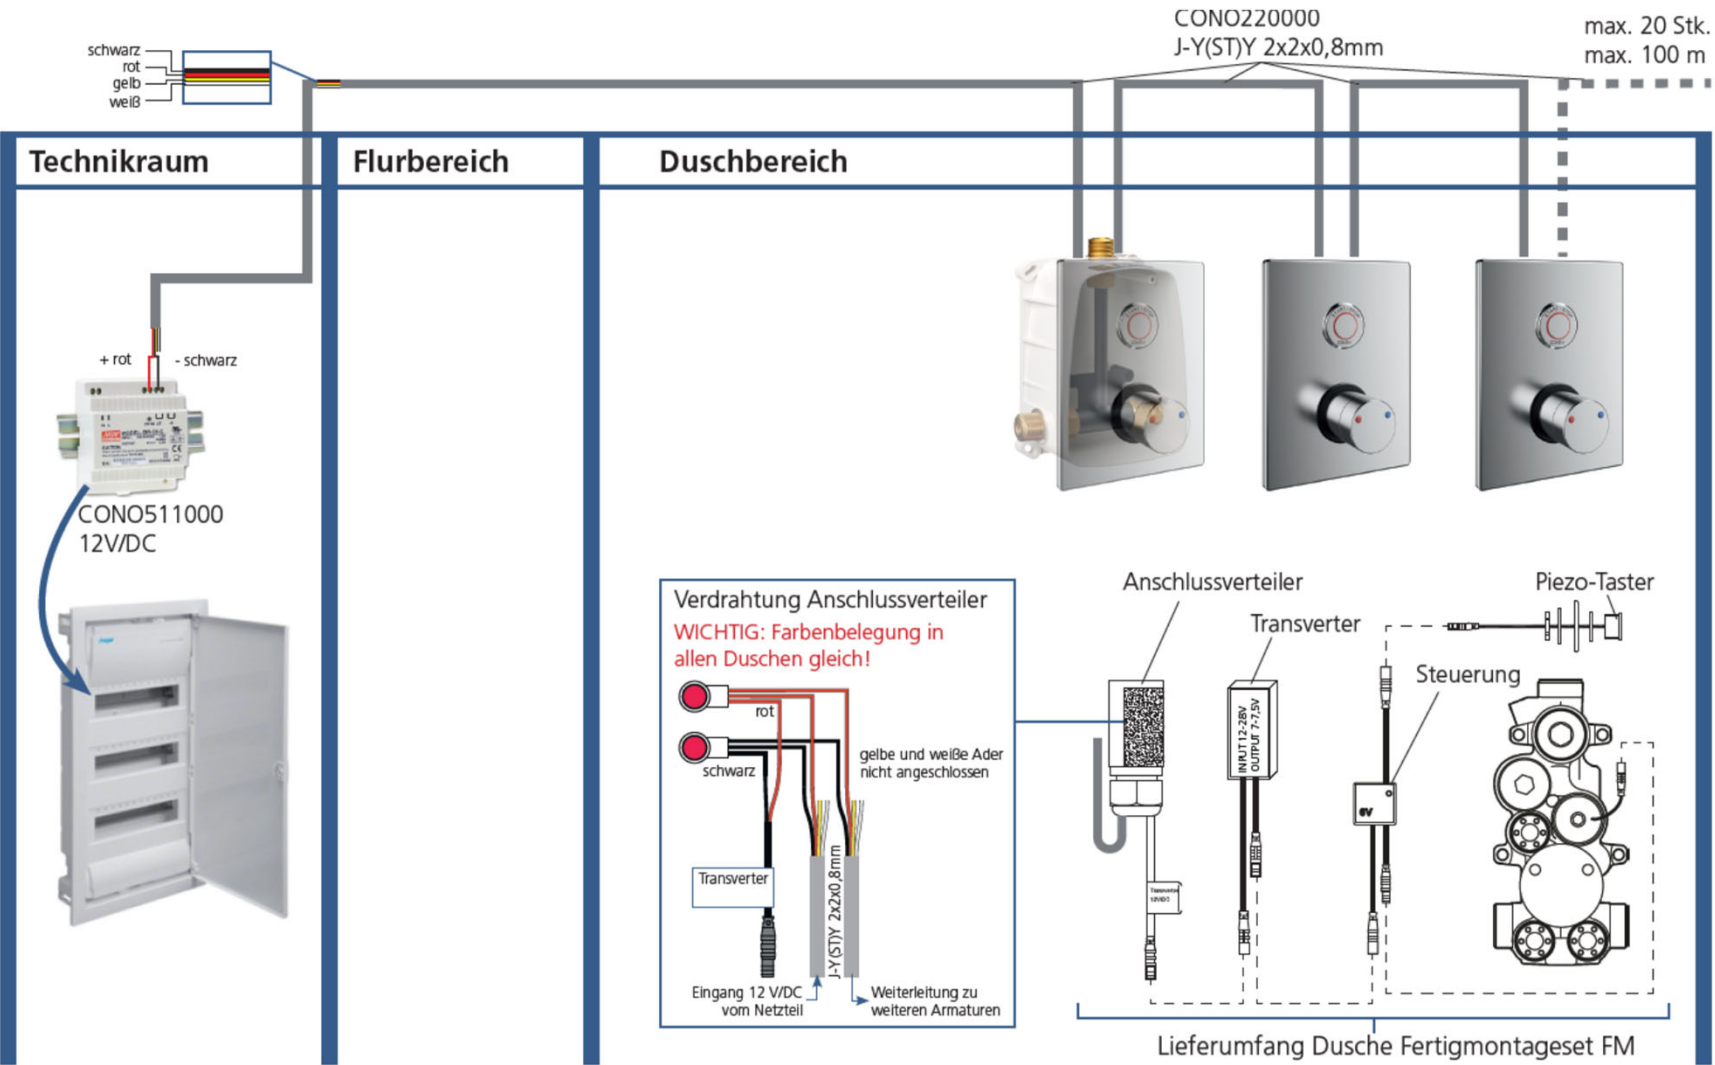 CONO220000
J-Y(ST)Y 2x2x0,8mm
max. 20 Stk.
max. 100 m
schwarz
rot
gelb
weiß
Technikraum
Flurbereich
Duschbereich
+ rot
- schwarz
CONO511000
12V/DC
Verdrahtung Anschlussverteiler
WICHTIG: Farbenbelegung in
allen Duschen gleich!
rot
schwarz
gelbe und weiße Ader
nicht angeschlossen
Transverter
J-Y(ST)Y 2x2x0,8mm
Eingang 12 V/DC
vom Netzteil
Weiterleitung zu
weiteren Armaturen
Anschlussverteiler
Transverter
Piezo-Taster
Steuerung
INPUT 12-28V
OUTPUT 7-7,5V
6V
Transverter
12V/DC
Lieferumfang Dusche Fertigmontageset FM